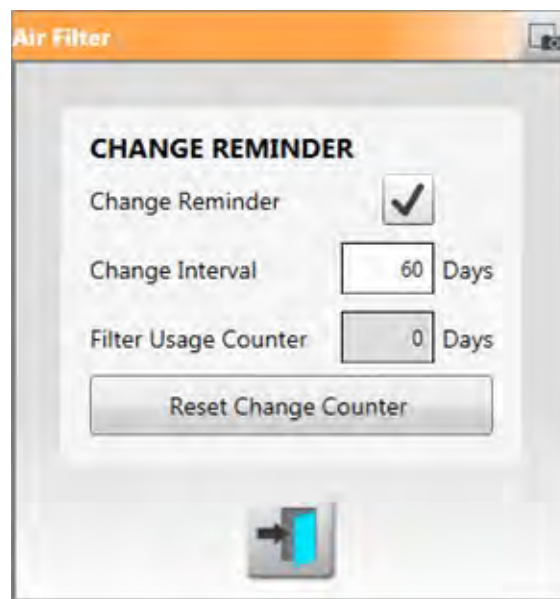 Air Filter
CHANGE REMINDER
Change Reminder
Change Interval 60 Days
Filter Usage Counter 0 Days
Reset Change Counter